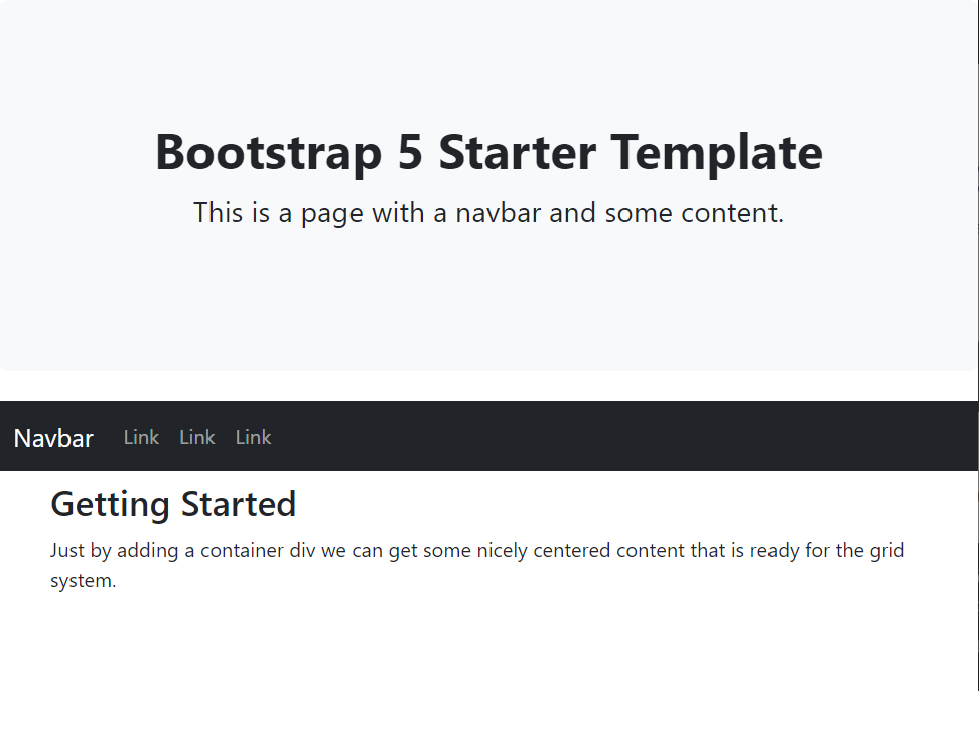 Bootstrap 5 Starter Template
This is a page with a navbar and some content.
Navbar Link Link Link
Getting Started
Just by adding a container div we can get some nicely centered content that is ready for the grid
system.